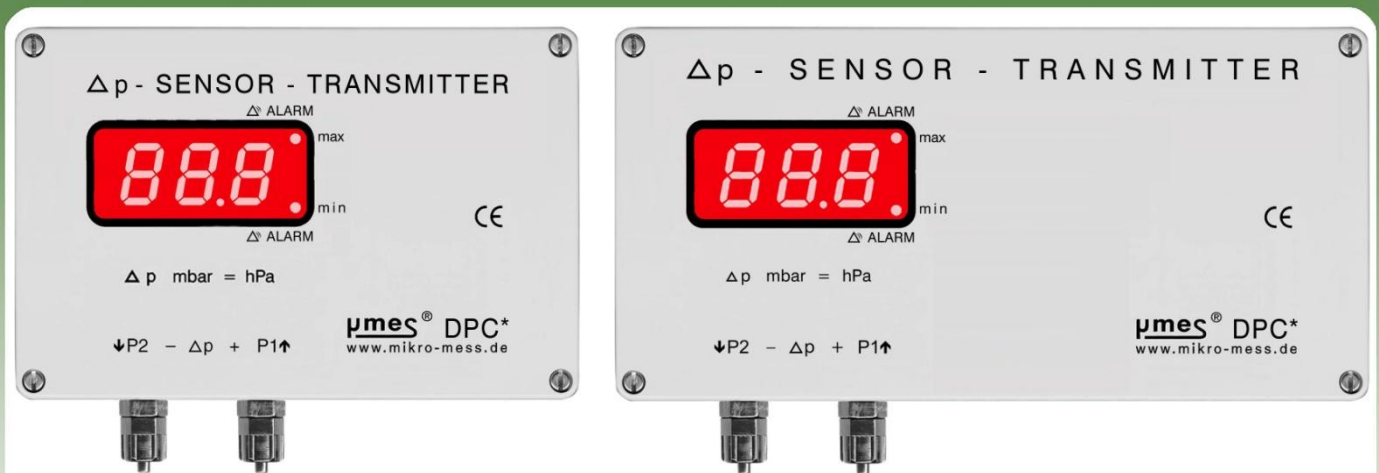 Δp - SENSOR - TRANSMITTER
ALARM
max
88.8
min
CE
ALARM
Δp mbar = hPa
µmes® DPC*
www.mikro-mess.de
↓P2 - Δp + P1↑
Δp - SENSOR - TRANSMITTER
ALARM
max
88.8
min
CE
ALARM
Δp mbar = hPa
µmes® DPC*
www.mikro-mess.de
↓P2 - Δp + P1↑